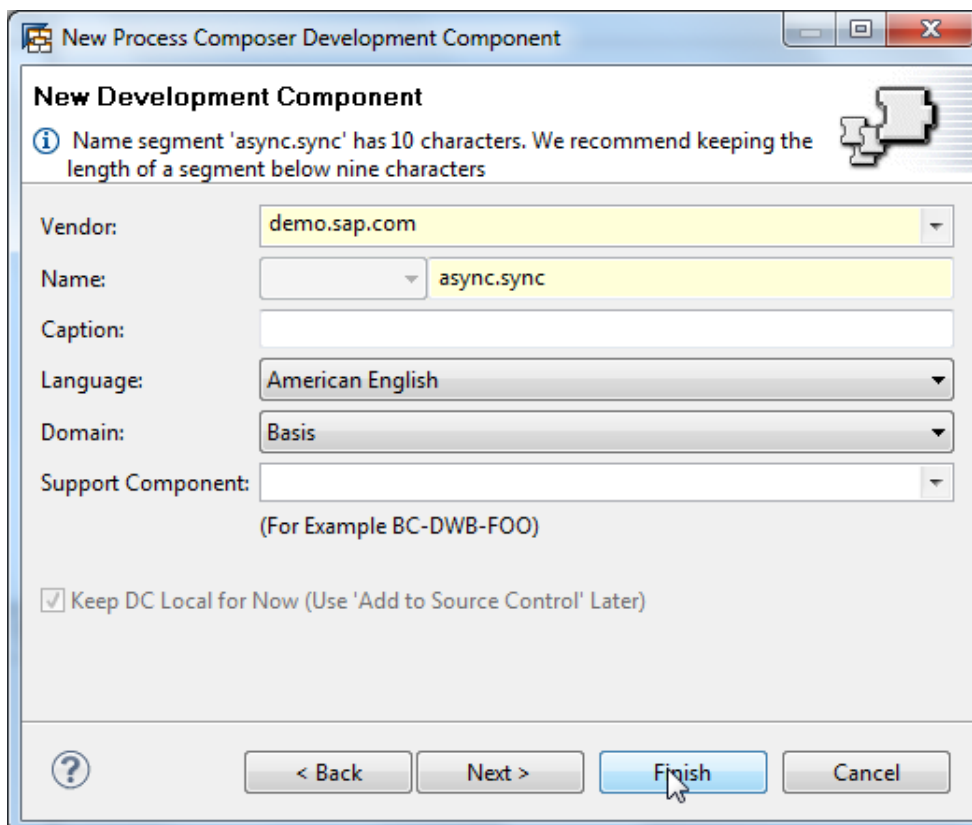 New Process Composer Development Component
New Development Component
Name segment 'async.sync' has 10 characters. We recommend keeping the
length of a segment below nine characters
Vendor: demo.sap.com
Name: async.sync
Caption:
Language: American English
Domain: Basis
Support Component:
(For Example BC-DWB-FOO)
Keep DC Local for Now (Use 'Add to Source Control' Later)
< Back Next > Finish Cancel